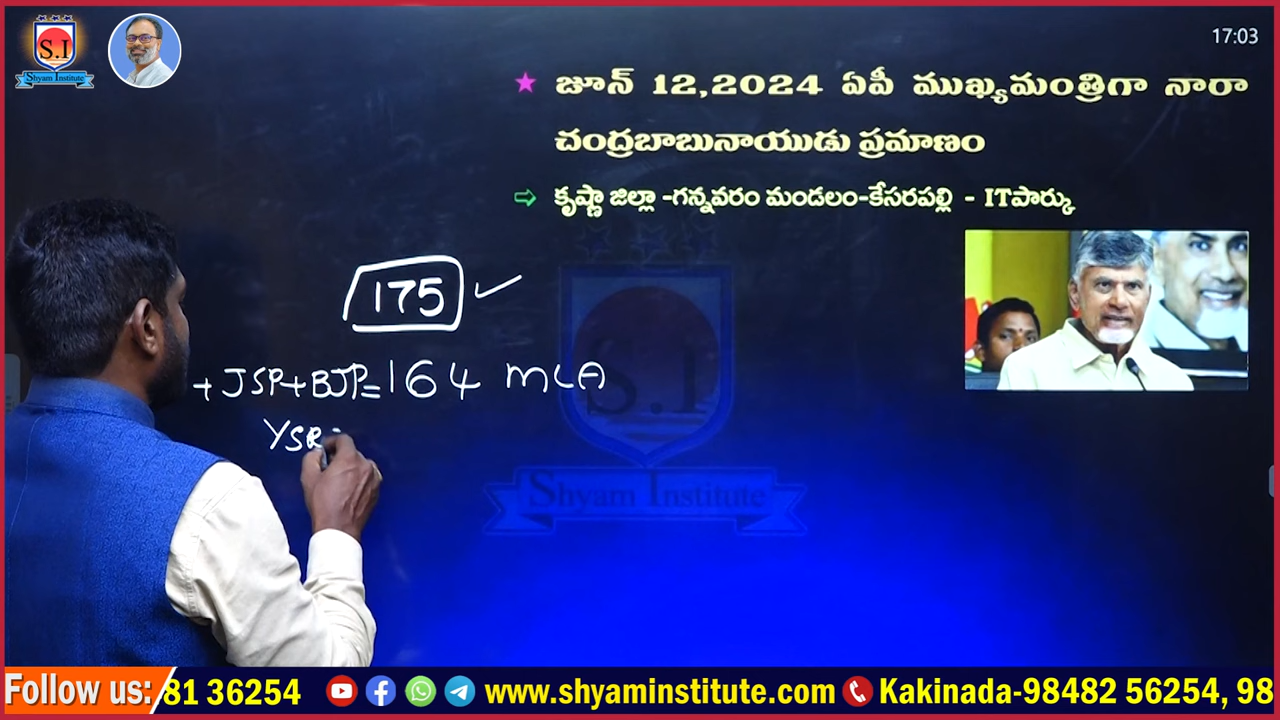 S.I
Shyam Institute
17:03
జూన్ 12,2024 ఏపీ ముఖ్యమంత్రిగా నారా
చంద్రబాబునాయుడు ప్రమాణం
కృష్ణా జిల్లా -గన్నవరం మండలం-కేసరపల్లి - ITపార్కు
175
+ JSP+BJP=164 MLA
YSR
S.I
Shyam Institute
Follow us: 81 36254 www.shyaminstitute.com Kakinada-98482 56254, 98